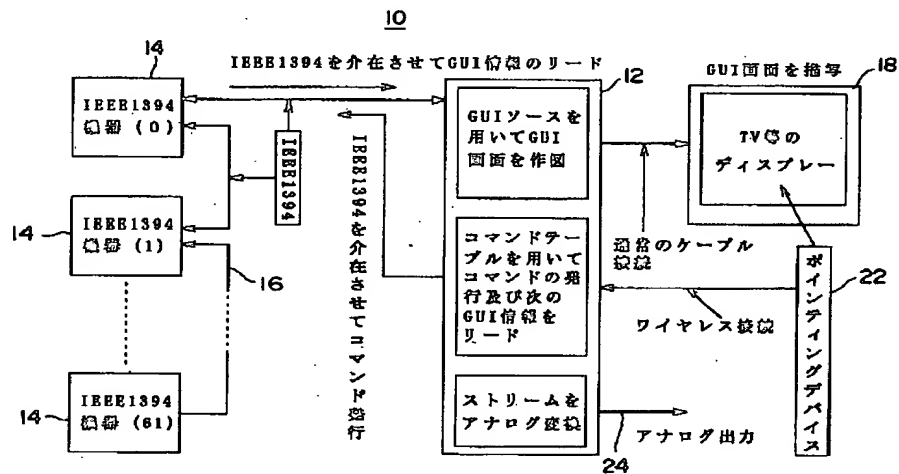 10
IEEE1394を介在させてGUI情報のリード
14
IEEE1394
機器 (0)
14
IEEE1394
機器 (1)
16
14
IEEE1394
機器 (61)
IEEE1394
IEEE1394を介在させてコマンド発行
12
GUIソースを
用いてGUI
画面を作図
コマンドテー
ブルを用いて
コマンドの発
行及び次の
GUI情報を
リード
ストリームを
アナログ変換
24
アナログ出力
通常のケーブル
接続
ワイヤレス接続
GUI画面を描写
18
TV等の
ディスプレー
22
ポインティングデバイス